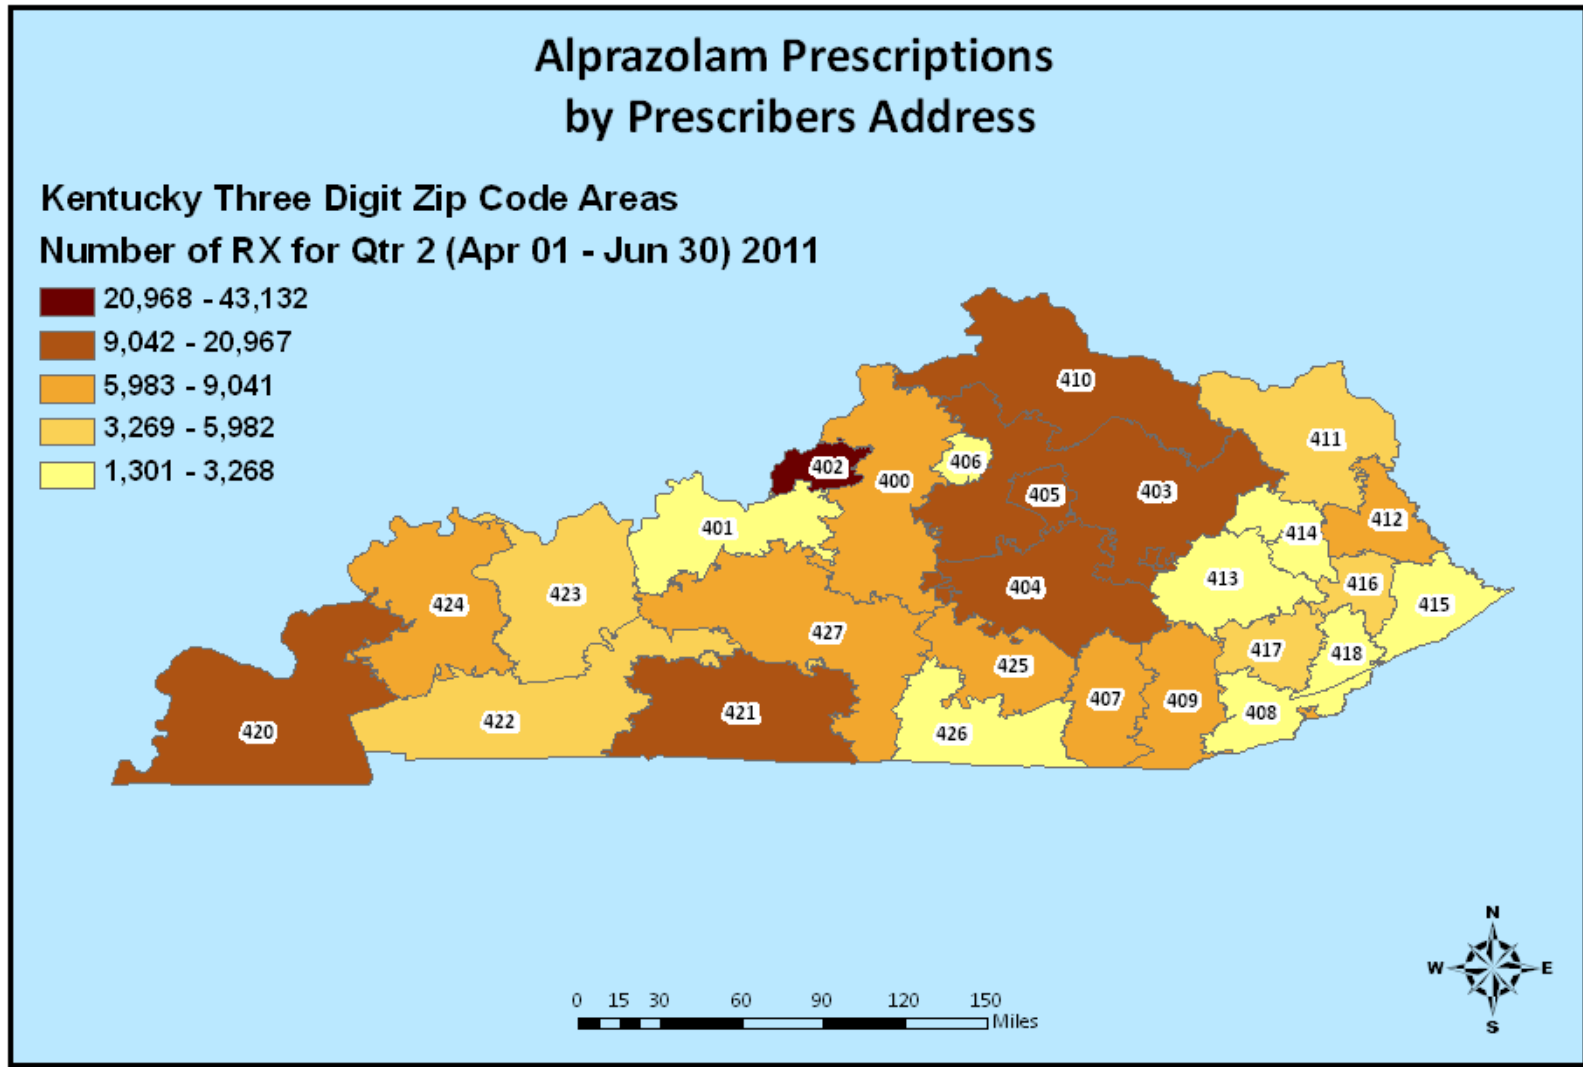 Alprazolam Prescriptions
by Prescribers Address
Kentucky Three Digit Zip Code Areas
Number of RX for Qtr 2 (Apr 01 - Jun 30) 2011
20,968 - 43,132
9,042 - 20,967
5,983 - 9,041
3,269 - 5,982
1,301 - 3,268
410
411
402
406
400
405
403
412
401
414
413
416
423
424
404
415
427
417
418
425
407
409
421
408
422
420
426
N
W E
S
0 15 30 60 90 120 150
Miles